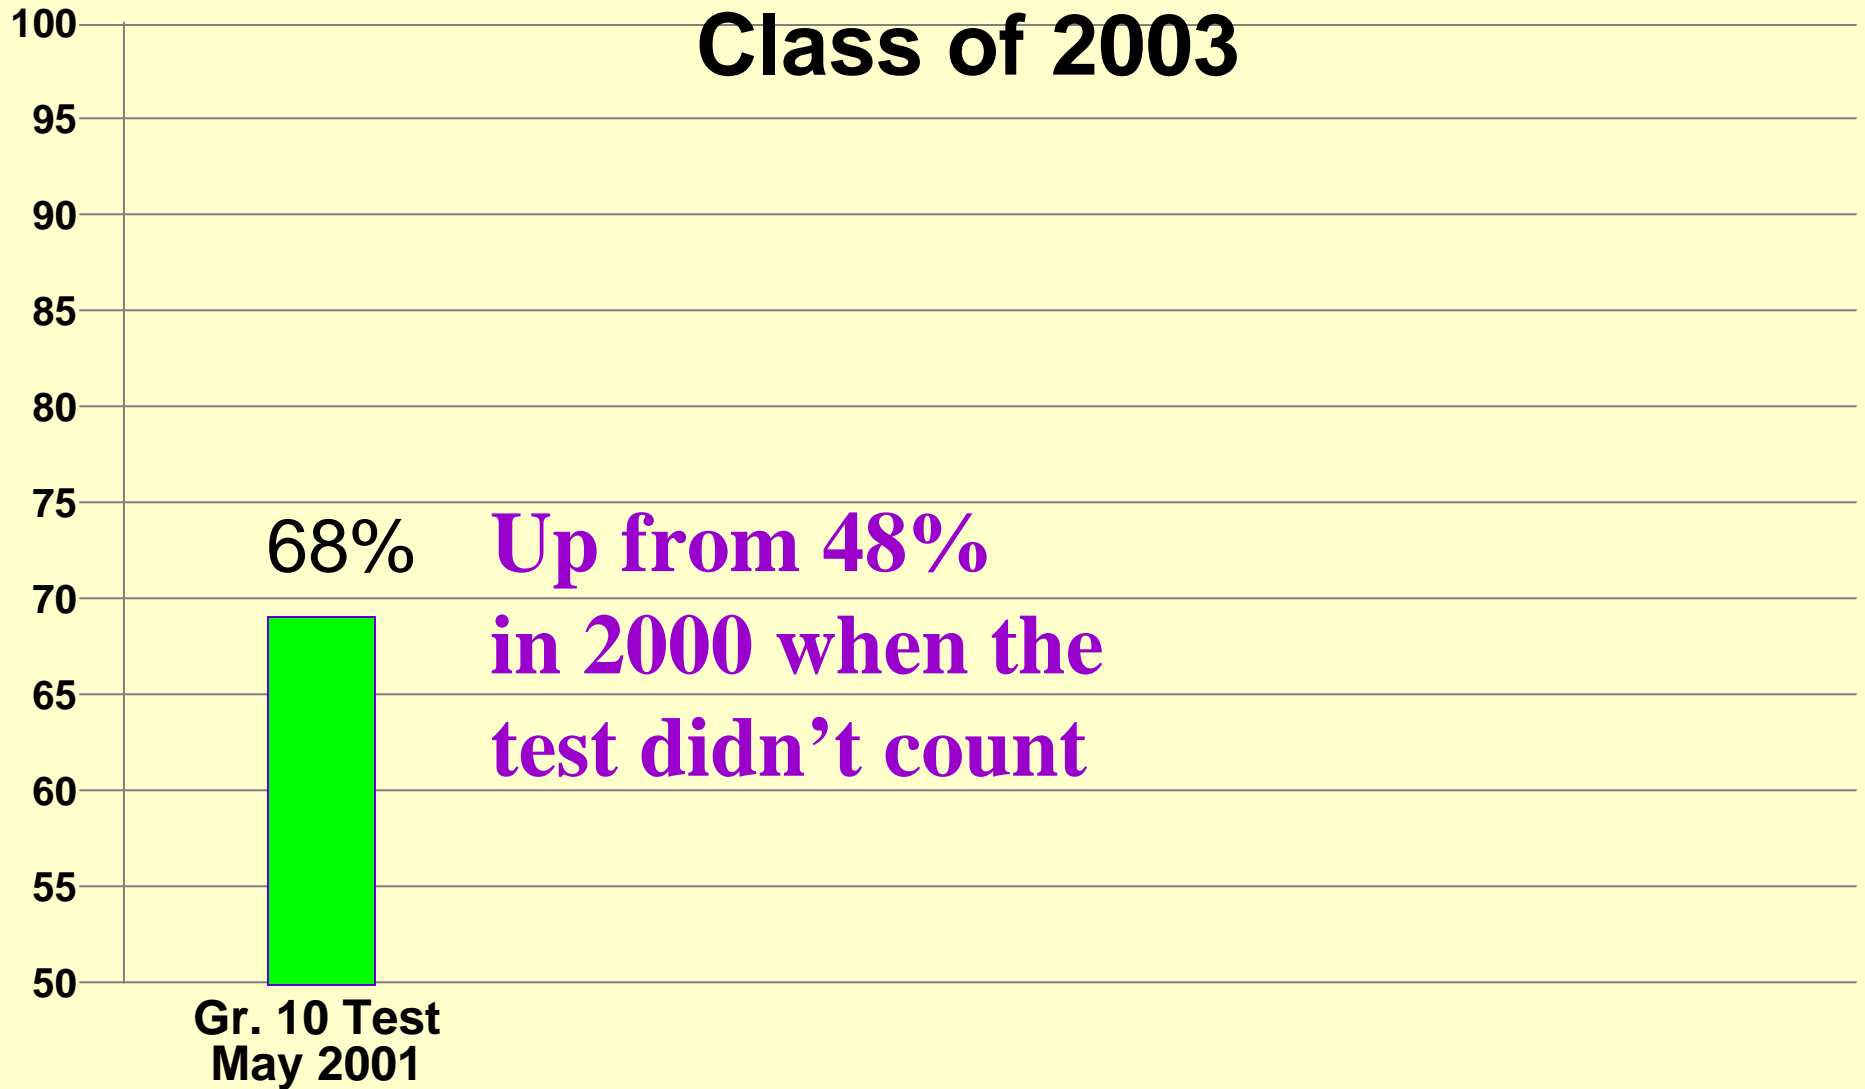 Class of 2003
100
95
90
85
80
75
70
65
60
55
50
68%
Up from 48%
in 2000 when the
test didn’t count
Gr. 10 Test
May 2001